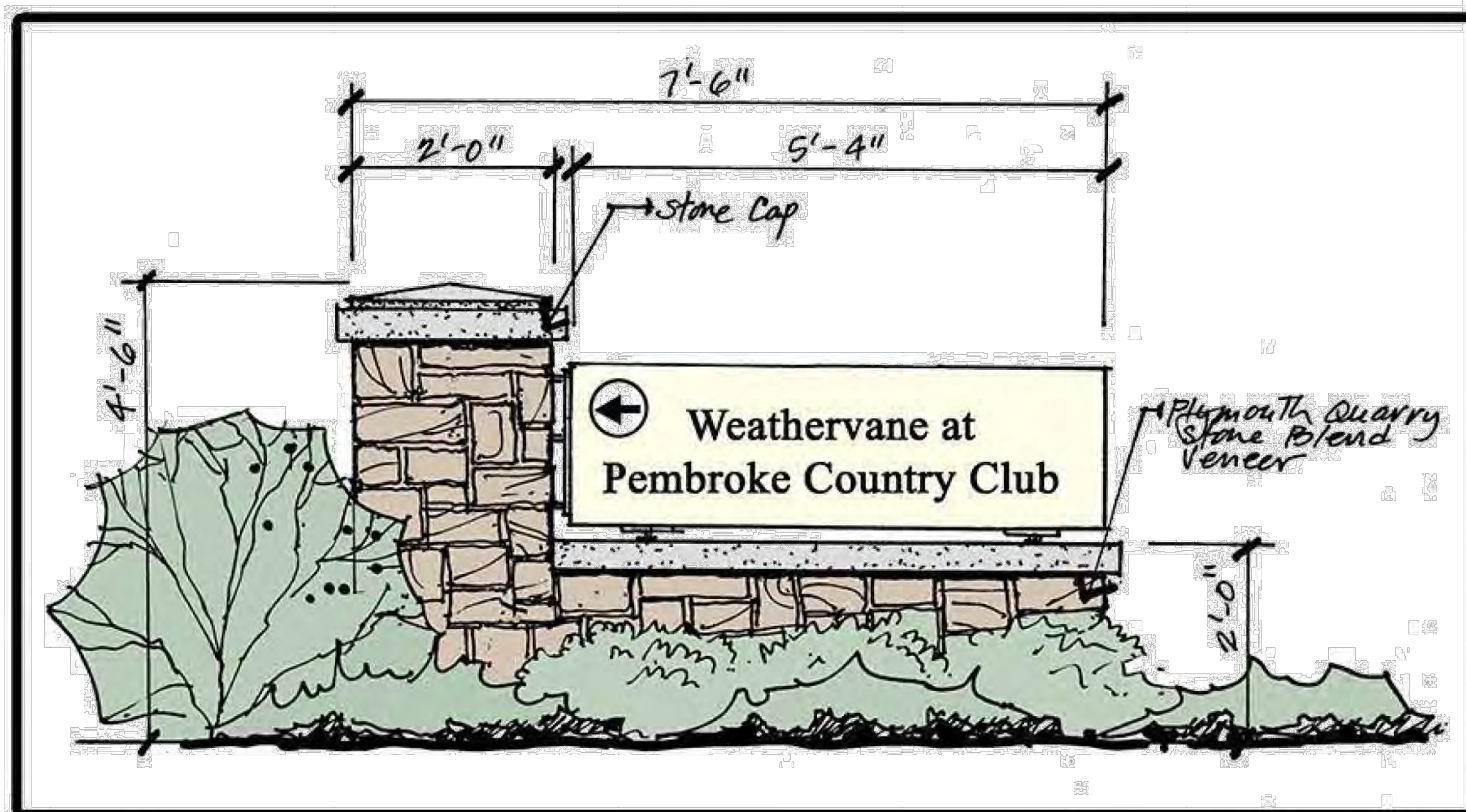 7'-6"
2'-0"
5'-4"
Stone Cap
4'-6"
Weathervane at
Pembroke Country Club
Plymouth Quarry
Stone Blend
Veneer
2'-0"